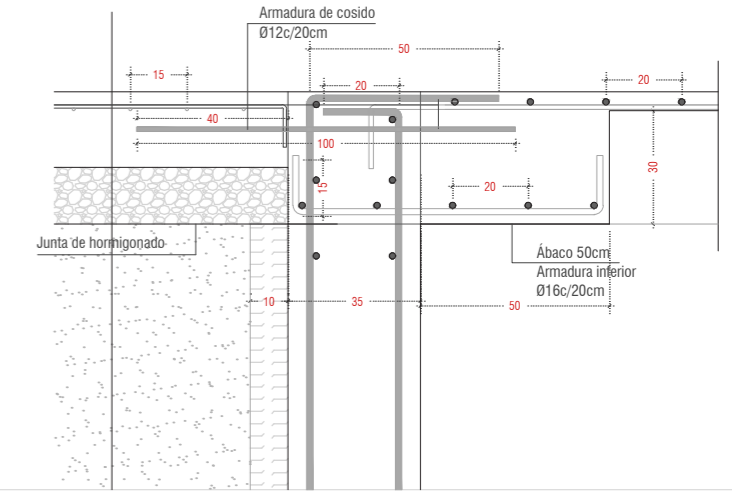 Armadura de cosido
Ø12c/20cm
50
15
20
20
40
100
30
15
20
Junta de hormigonado
Ábaco 50cm
Armadura inferior
Ø16c/20cm
10
35
50